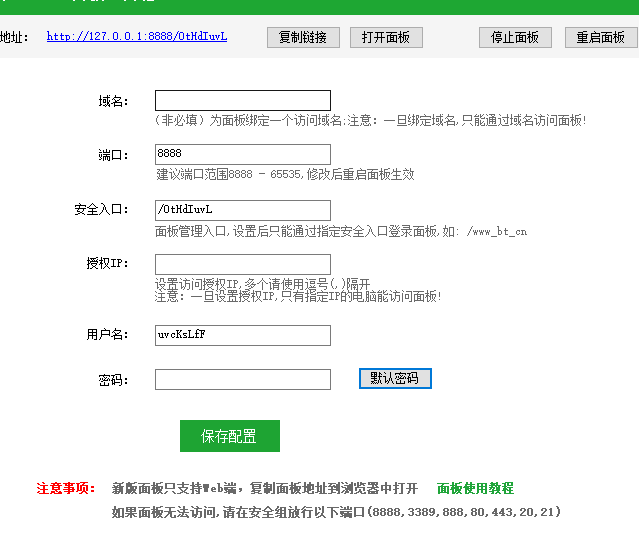 地址: http://127.0.0.1:8888/OtHdIuvL 复制链接 打开面板 停止面板 重启面板
域名:
(非必填) 为面板绑定一个访问域名;注意: 一旦绑定域名,只能通过域名访问面板!
端口: 8888
建议端口范围8888 - 65535,修改后重启面板生效
安全入口: /OtHdIuvL
面板管理入口,设置后只能通过指定安全入口登录面板,如: /www_bt_cn
授权IP:
设置访问授权IP,多个请使用逗号(,)隔开
注意: 一旦设置授权IP,只有指定IP的电脑能访问面板!
用户名: uvcKsLfF
密码: 默认密码
保存配置
注意事项: 新版面板只支持Web端, 复制面板地址到浏览器中打开 面板使用教程
如果面板无法访问,请在安全组放行以下端口(8888,3389,888,80,443,20,21)